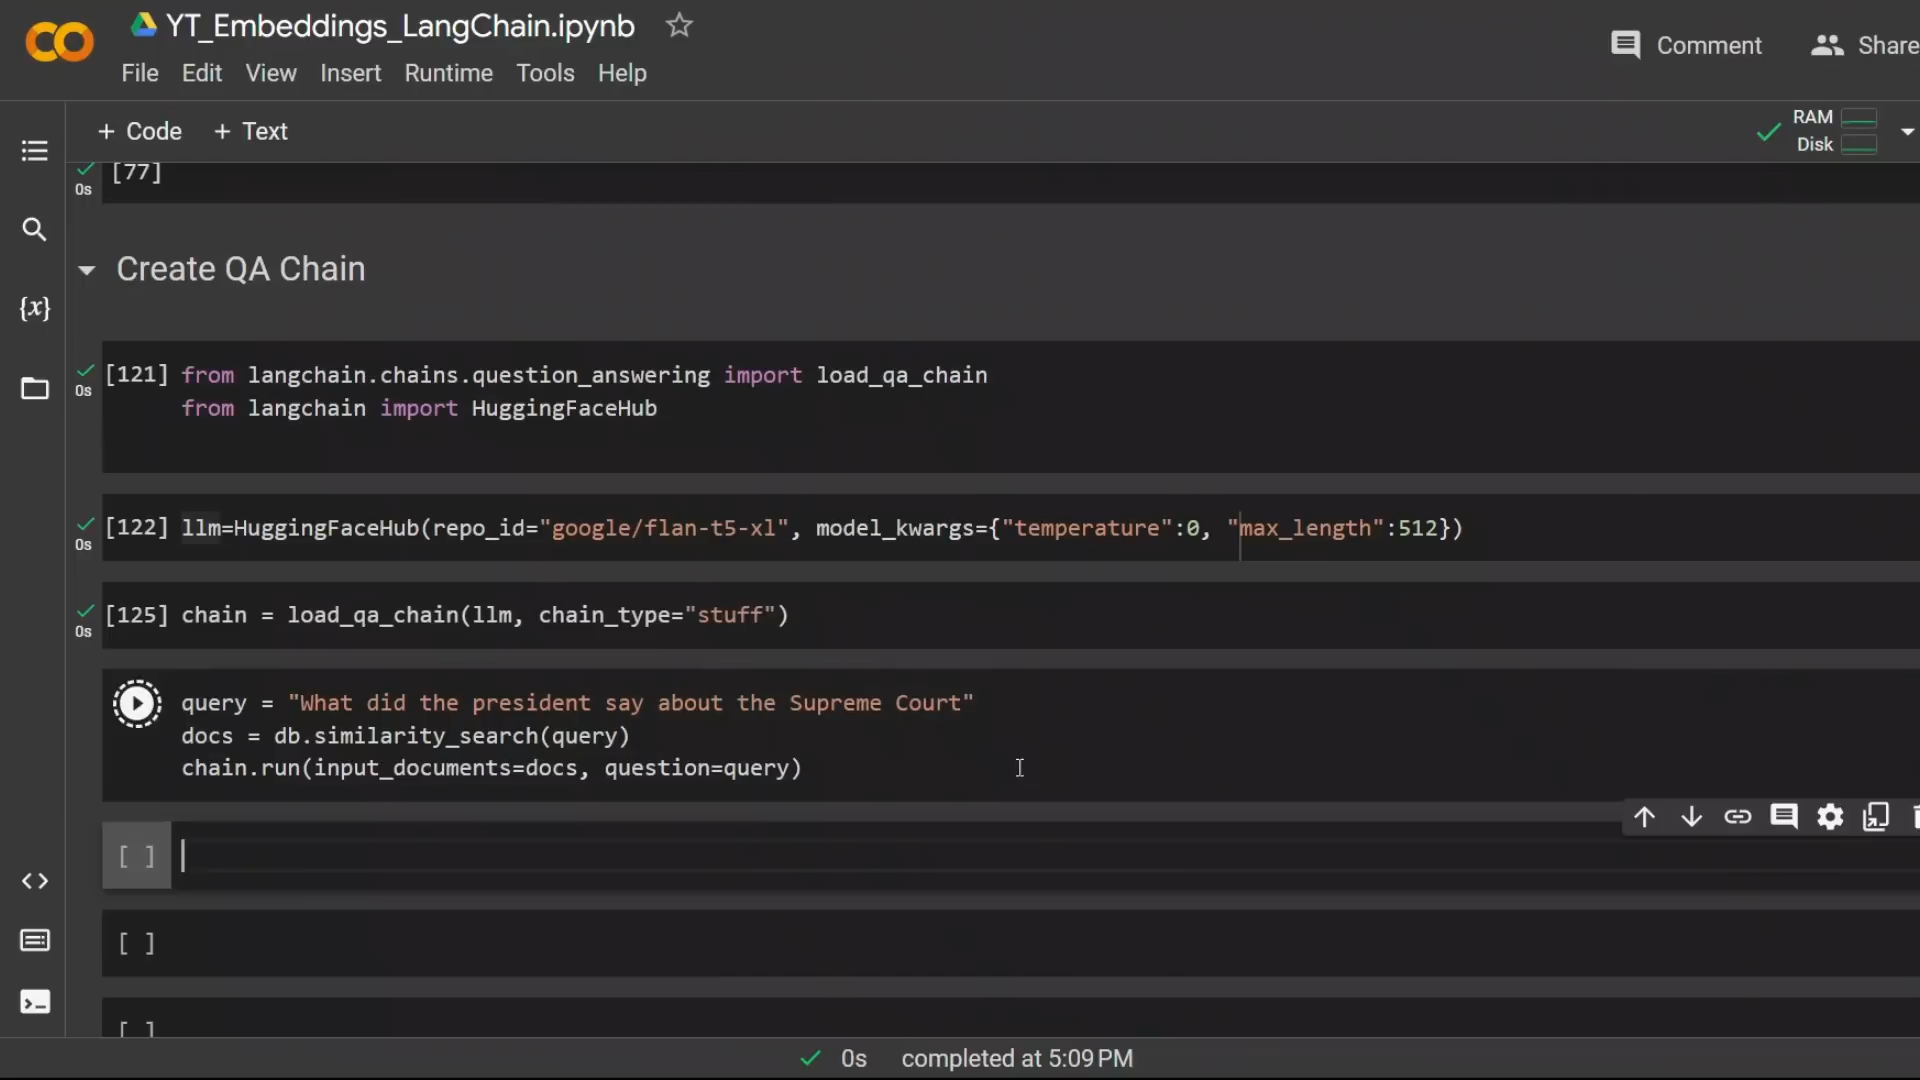 YT_Embeddings_LangChain.ipynb
File Edit View Insert Runtime Tools Help
Comment Share
+ Code + Text
RAM
Disk
0s [77]
Create QA Chain
[121] from langchain.chains.question_answering import load_qa_chain
0s
from langchain import HuggingFaceHub
[122] llm=HuggingFaceHub(repo_id="google/flan-t5-xl", model_kwargs={"temperature":0, "max_length":512})
0s
[125] chain = load_qa_chain(llm, chain_type="stuff")
0s
query = "What did the president say about the Supreme Court"
docs = db.similarity_search(query)
chain.run(input_documents=docs, question=query)
[ ]
[ ]
[ ]
0s completed at 5:09 PM
{x}